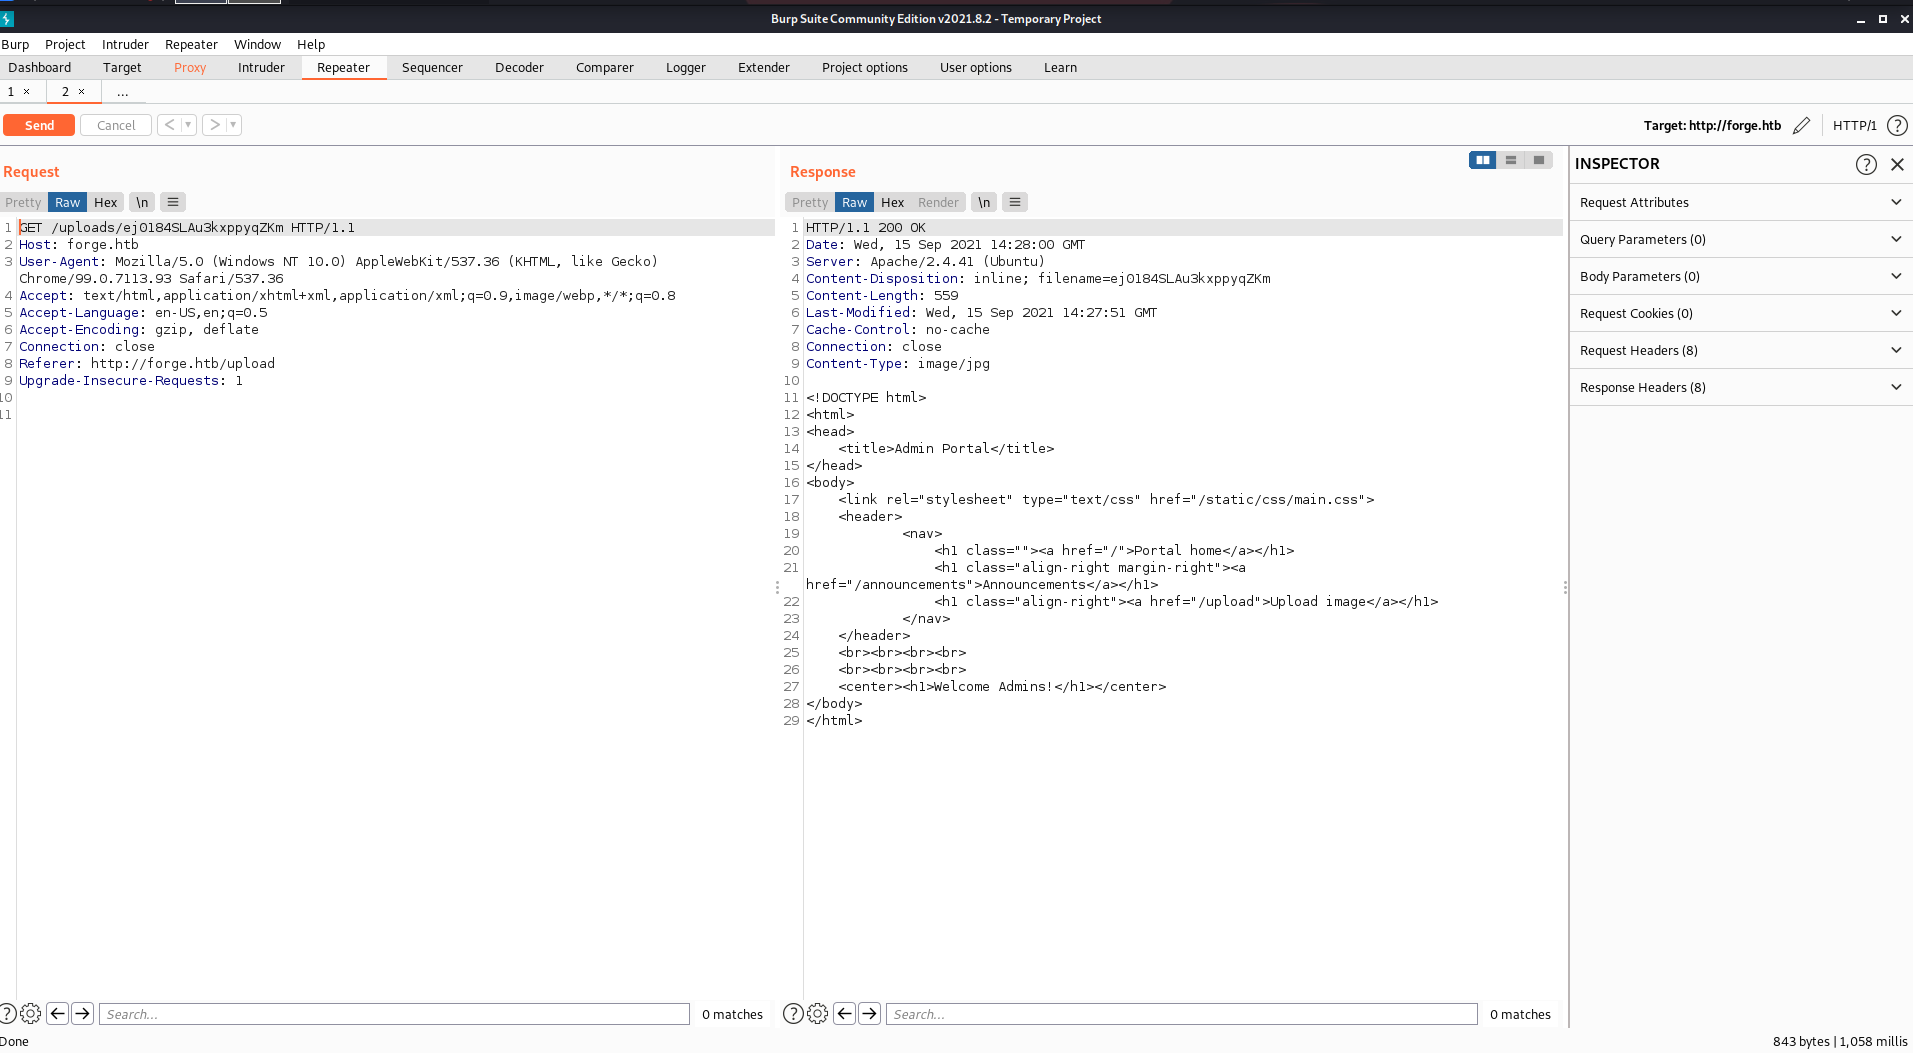 Burp Suite Community Edition v2021.8.2 - Temporary Project
Burp Project Intruder Repeater Window Help
Dashboard Target Proxy Intruder Repeater Sequencer Decoder Comparer Logger Extender Project options User options Learn
1 × 2 × ...
Send Cancel < > Target: http://forge.htb HTTP/1 ?
Request
Pretty Raw Hex \n
1 GET /uploads/ej0184SLAu3kxppyqZKm HTTP/1.1
2 Host: forge.htb
3 User-Agent: Mozilla/5.0 (Windows NT 10.0) AppleWebKit/537.36 (KHTML, like Gecko)
Chrome/99.0.7113.93 Safari/537.36
4 Accept: text/html,application/xhtml+xml,application/xml;q=0.9,image/webp,*/*;q=0.8
5 Accept-Language: en-US,en;q=0.5
6 Accept-Encoding: gzip, deflate
7 Connection: close
8 Referer: http://forge.htb/upload
9 Upgrade-Insecure-Requests: 1
10
11
? Search... 0 matches
Response
Pretty Raw Hex Render \n
1 HTTP/1.1 200 OK
2 Date: Wed, 15 Sep 2021 14:28:00 GMT
3 Server: Apache/2.4.41 (Ubuntu)
4 Content-Disposition: inline; filename=ej0184SLAu3kxppyqZKm
5 Content-Length: 559
6 Last-Modified: Wed, 15 Sep 2021 14:27:51 GMT
7 Cache-Control: no-cache
8 Connection: close
9 Content-Type: image/jpg
10
11 <!DOCTYPE html>
12 <html>
13 <head>
14 <title>Admin Portal</title>
15 </head>
16 <body>
17 <link rel="stylesheet" type="text/css" href="/static/css/main.css">
18 <header>
19 <nav>
20 <h1 class=""><a href="/">Portal home</a></h1>
21 <h1 class="align-right margin-right"><a
href="/announcements">Announcements</a></h1>
22 <h1 class="align-right"><a href="/upload">Upload image</a></h1>
23 </nav>
24 </header>
25 <br><br><br><br>
26 <br><br><br><br>
27 <center><h1>Welcome Admins!</h1></center>
28 </body>
29 </html>
? Search... 0 matches
INSPECTOR ?
Request Attributes
Query Parameters (0)
Body Parameters (0)
Request Cookies (0)
Request Headers (8)
Response Headers (8)
Done 843 bytes | 1,058 millis